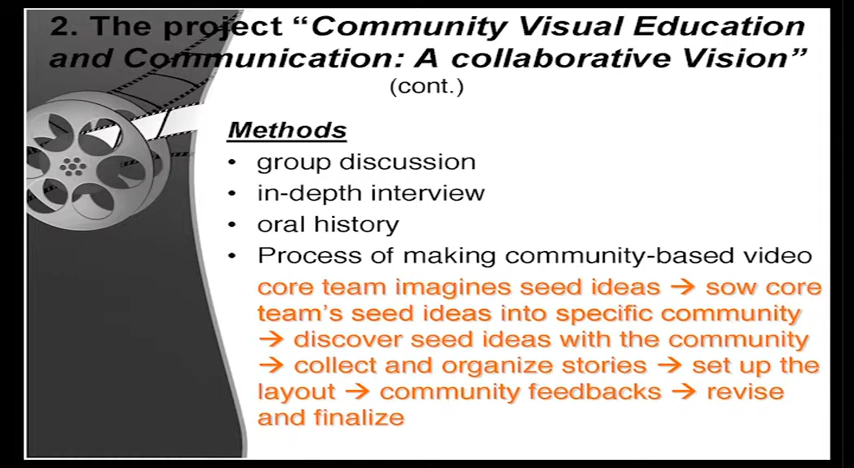 2. The project “Community Visual Education
and Communication: A collaborative Vision”
(cont.)
Methods
• group discussion
• in-depth interview
• oral history
• Process of making community-based video
core team imagines seed ideas → sow core
team’s seed ideas into specific community
→ discover seed ideas with the community
→ collect and organize stories → set up the
layout → community feedbacks → revise
and finalize